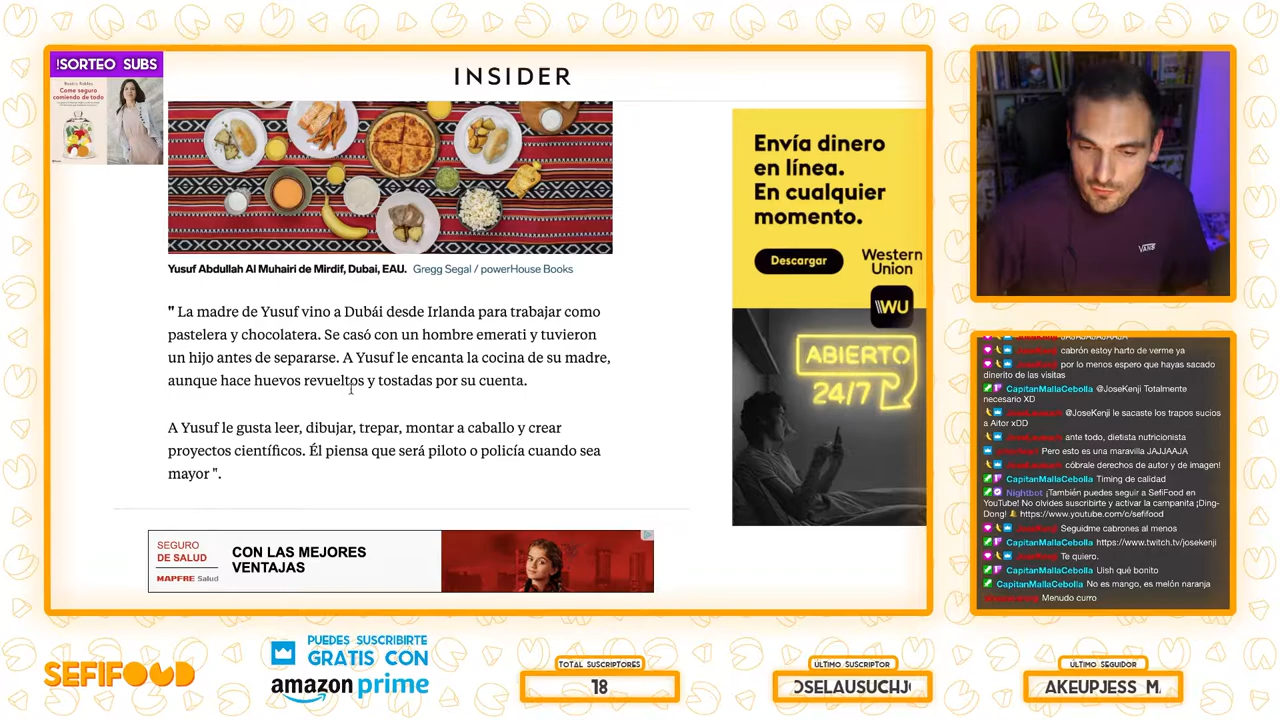 !SORTEO SUBS
Come seguro
comiendo de todo
INSIDER
Yusuf Abdullah Al Muhairi de Mirdif, Dubai, EAU. Gregg Segal / powerHouse Books
" La madre de Yusuf vino a Dubái desde Irlanda para trabajar como
pastelera y chocolatera. Se casó con un hombre emerati y tuvieron
un hijo antes de separarse. A Yusuf le encanta la cocina de su madre,
aunque hace huevos revueltos y tostadas por su cuenta.
A Yusuf le gusta leer, dibujar, trepar, montar a caballo y crear
proyectos científicos. Él piensa que será piloto o policía cuando sea
mayor ".
SEGURO
DE SALUD
MAPFRE Salud
CON LAS MEJORES
VENTAJAS
Envía dinero
en línea.
En cualquier
momento.
Descargar
Western
Union
WU
ABIERTO
24/7
VANS
cabrón estoy harto de verme ya
por lo menos espero que hayas sacado
dinerito de las visitas
CapitanMallaCebolla @JoseKenji Totalmente
necesario XD
@JoseKenji le sacaste los trapos sucios
a Aitor xDD
ante todo, dietista nutricionista
Pero esto es una maravilla JAJJAAJA
cóbrale derechos de autor y de imagen!
CapitanMallaCebolla Timing de calidad
Nightbot ¡También puedes seguir a SefiFood en
YouTube! No olvides suscribirte y activar la campanita ¡Ding-
Dong! 🔔 https://www.youtube.com/c/sefifood
Seguidme cabrones al menos
CapitanMallaCebolla https://www.twitch.tv/josekenji
Te quiero.
CapitanMallaCebolla Uish qué bonito
CapitanMallaCebolla No es mango, es melón naranja
Menudo curro
SEFIFOOD
PUEDES SUSCRIBIRTE
GRATIS CON
amazon prime
TOTAL SUSCRIPTORES
18
ÚLTIMO SUSCRIPTOR
OSELAUSUCHJ
ÚLTIMO SEGUIDOR
AKEUPJESS M